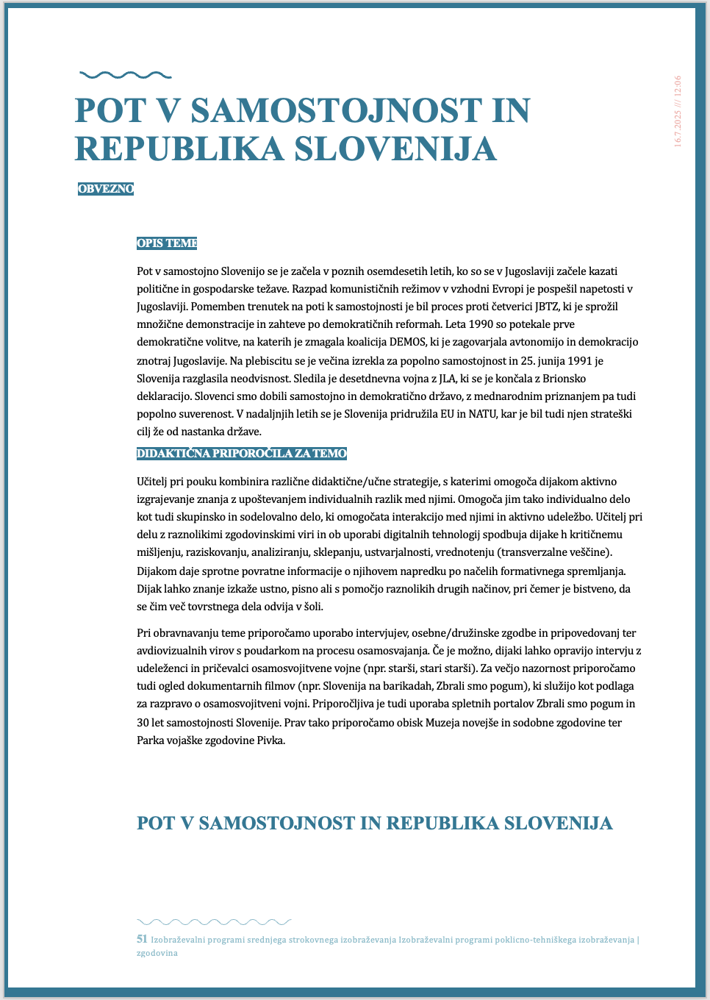 16.7.2025 /// 12:06
POT V SAMOSTOJNOST IN
REPUBLIKA SLOVENIJA
OBVEZNO
OPIS TEME
Pot v samostojno Slovenijo se je začela v poznih osemdesetih letih, ko so se v Jugoslaviji začele kazati
politične in gospodarske težave. Razpad komunističnih režimov v vzhodni Evropi je pospešil napetosti v
Jugoslaviji. Pomemben trenutek na poti k samostojnosti je bil proces proti četverici JBTZ, ki je sprožil
množične demonstracije in zahteve po demokratičnih reformah. Leta 1990 so potekale prve
demokratične volitve, na katerih je zmagala koalicija DEMOS, ki je zagovarjala avtonomijo in demokracijo
znotraj Jugoslavije. Na plebiscitu se je večina izrekla za popolno samostojnost in 25. junija 1991 je
Slovenija razglasila neodvisnost. Sledila je desetdnevna vojna z JLA, ki se je končala z Brionsko
deklaracijo. Slovenci smo dobili samostojno in demokratično državo, z mednarodnim priznanjem pa tudi
popolno suverenost. V nadaljnjih letih se je Slovenija pridružila EU in NATU, kar je bil tudi njen strateški
cilj že od nastanka države.
DIDAKTIČNA PRIPOROČILA ZA TEMO
Učitelj pri pouku kombinira različne didaktične/učne strategije, s katerimi omogoča dijakom aktivno
izgrajevanje znanja z upoštevanjem individualnih razlik med njimi. Omogoča jim tako individualno delo
kot tudi skupinsko in sodelovalno delo, ki omogočata interakcijo med njimi in aktivno udeležbo. Učitelj pri
delu z raznolikimi zgodovinskimi viri in ob uporabi digitalnih tehnologij spodbuja dijake h kritičnemu
mišljenju, raziskovanju, analiziranju, sklepanju, ustvarjalnosti, vrednotenju (transverzalne veščine).
Dijakom daje sprotne povratne informacije o njihovem napredku po načelih formativnega spremljanja.
Dijak lahko znanje izkaže ustno, pisno ali s pomočjo raznolikih drugih načinov, pri čemer je bistveno, da
se čim več tovrstnega dela odvija v šoli.
Pri obravnavanju teme priporočamo uporabo intervjujev, osebne/družinske zgodbe in pripovedovanj ter
avdiovizualnih virov s poudarkom na procesu osamosvajanja. Če je možno, dijaki lahko opravijo intervju z
udeleženci in pričevalci osamosvojitvene vojne (npr. starši, stari starši). Za večjo nazornost priporočamo
tudi ogled dokumentarnih filmov (npr. Slovenija na barikadah, Zbrali smo pogum), ki služijo kot podlaga
za razpravo o osamosvojitveni vojni. Priporočljiva je tudi uporaba spletnih portalov Zbrali smo pogum in
30 let samostojnosti Slovenije. Prav tako priporočamo obisk Muzeja novejše in sodobne zgodovine ter
Parka vojaške zgodovine Pivka.
POT V SAMOSTOJNOST IN REPUBLIKA SLOVENIJA
51 Izobraževalni programi srednjega strokovnega izobraževanja Izobraževalni programi poklicno-tehniškega izobraževanja |
zgodovina